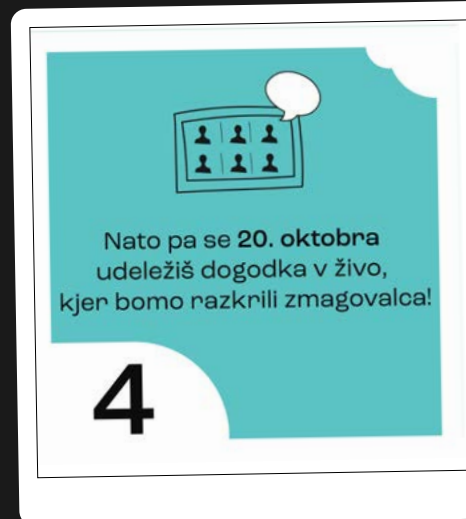 Nato pa se 20. oktobra
udeležiš dogodka v živo,
kjer bomo razkrili zmagovalca!
4